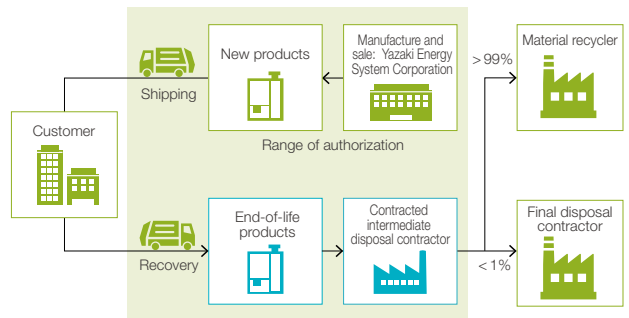 New products
Manufacture and
sale: Yazaki Energy
System Corporation
> 99%
Material recycler
Shipping
Customer
Range of authorization
End-of-life
products
Contracted
intermediate
disposal contractor
Final disposal
contractor
Recovery
< 1%